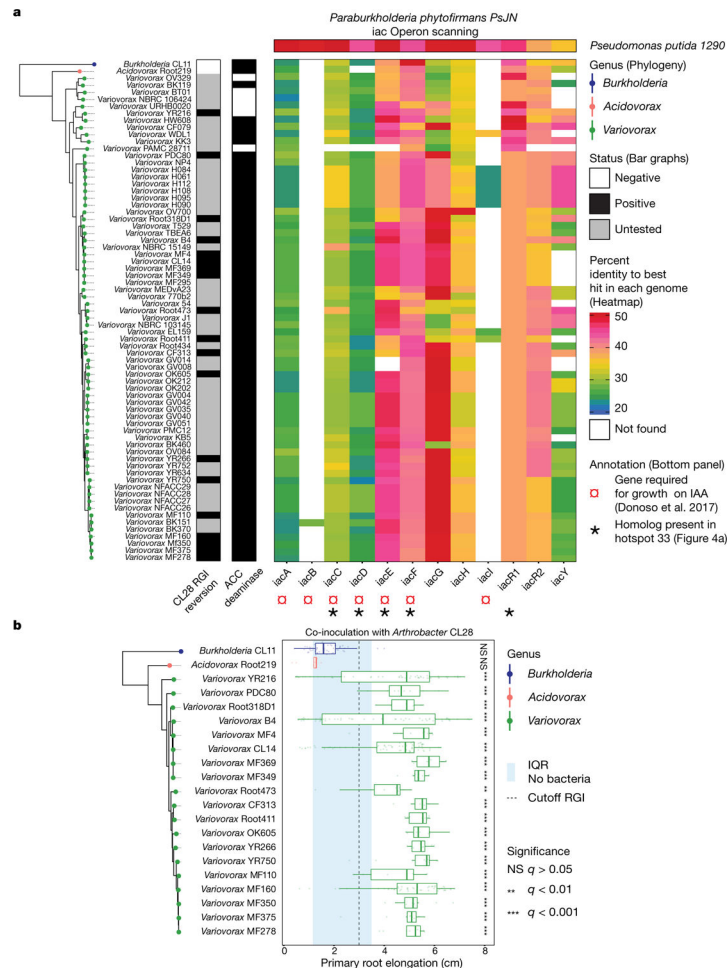 a
Paraburkholderia phytofirmans PsJN
iac Operon scanning
Pseudomonas putida 1290
Burkholderia CL11
Acidovorax Root219
Variovorax OV329
Variovorax BK119
Variovorax BT01
Variovorax NBRC 106424
Variovorax URHB0020
Variovorax YR216
Variovorax HW608
Variovorax CF079
Variovorax WDL1
Variovorax KK3
Variovorax PAMC 28711
Variovorax PDC80
Variovorax NP4
Variovorax H084
Variovorax H061
Variovorax H112
Variovorax H108
Variovorax H095
Variovorax H090
Variovorax OV700
Variovorax Root318D1
Variovorax T529
Variovorax TBEA6
Variovorax B4
Variovorax NBRC 15149
Variovorax MF4
Variovorax CL14
Variovorax MF369
Variovorax MF349
Variovorax MF295
Variovorax MEDvA23
Variovorax 770b2
Variovorax 54
Variovorax Root473
Variovorax J1
Variovorax NBRC 103145
Variovorax EL159
Variovorax Root411
Variovorax Root434
Variovorax CF313
Variovorax GV014
Variovorax GV008
Variovorax OK605
Variovorax OK212
Variovorax OK202
Variovorax GV004
Variovorax GV042
Variovorax GV035
Variovorax GV040
Variovorax GV051
Variovorax PMC12
Variovorax KB5
Variovorax BK460
Variovorax OV084
Variovorax YR266
Variovorax YR752
Variovorax YR634
Variovorax YR750
Variovorax NFACC29
Variovorax NFACC28
Variovorax NFACC27
Variovorax NFACC26
Variovorax MF110
Variovorax BK151
Variovorax BK370
Variovorax MF160
Variovorax Mf350
Variovorax MF375
Variovorax MF278
CL28 RGI
reversion
ACC
deaminase
iacA
iacB
iacC
iacD
iacE
iacF
iacG
iacH
iacI
iacR1
iacR2
iacY
* * * * *
Genus (Phylogeny)
Burkholderia
Acidovorax
Variovorax
Status (Bar graphs)
Negative
Positive
Untested
Percent
identity to best
hit in each genome
(Heatmap)
50
40
30
20
Not found
Annotation (Bottom panel)
Gene required
for growth on IAA
(Donoso et al. 2017)
* Homolog present in
hotspot 33 (Figure 4a)
b
Co-inoculation with Arthrobacter CL28
Burkholderia CL11 NS
Acidovorax Root219 NS
Variovorax YR216 ***
Variovorax PDC80 ***
Variovorax Root318D1 ***
Variovorax B4 ***
Variovorax MF4 ***
Variovorax CL14 ***
Variovorax MF369 ***
Variovorax MF349 ***
Variovorax Root473 **
Variovorax CF313 ***
Variovorax Root411 ***
Variovorax OK605 ***
Variovorax YR266 ***
Variovorax YR750 ***
Variovorax MF110 ***
Variovorax MF160 ***
Variovorax MF350 ***
Variovorax MF375 ***
Variovorax MF278 ***
0 2 4 6 8
Primary root elongation (cm)
Genus
Burkholderia
Acidovorax
Variovorax
IQR
No bacteria
Cutoff RGI
Significance
NS q > 0.05
** q < 0.01
*** q < 0.001